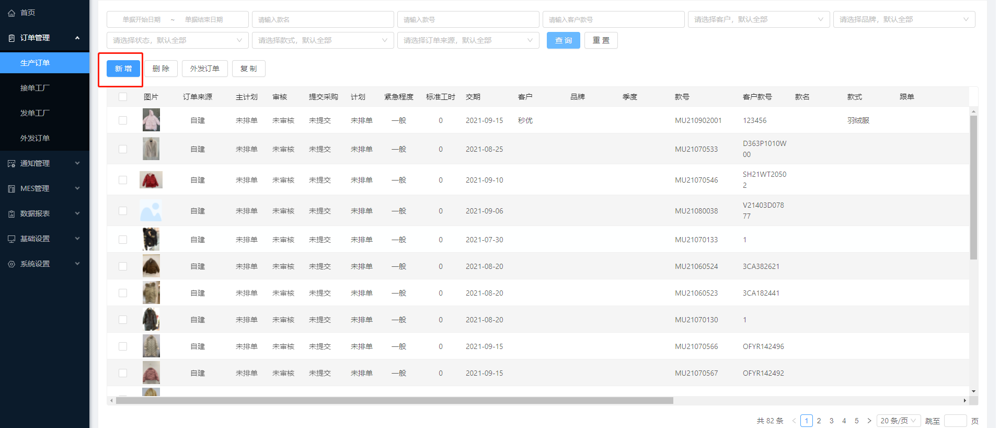 首页
订单管理
生产订单
接单工厂
发单工厂
外发订单
通知管理
MES管理
数据报表
基础设置
系统设置
单据开始日期 ~ 单据结束日期 请输入款名 请输入款号 请输入客户款号 请选择客户，默认全部 请选择品牌，默认全部
请选择状态，默认全部 请选择款式，默认全部 请选择订单来源，默认全部 查 询 重 置
新 增 删 除 外发订单 复 制
图片 订单来源 主计划 审核 提交采购 计划 紧急程度 标准工时 交期 客户 品牌 季度 款号 客户款号 款名 款式 跟单
自建 未排单 未审核 未提交 未排单 一般 0 2021-09-15 秒优 MU210902001 123456 羽绒服
自建 未排单 未审核 未提交 未排单 一般 0 2021-08-25 MU21070533 D363P1010W
00
自建 未排单 未审核 未提交 未排单 一般 0 2021-09-10 MU21070546 SH21WT2050
2
自建 未排单 未审核 未提交 未排单 一般 0 2021-09-06 MU21080038 V21403D078
77
自建 未排单 未审核 未提交 未排单 一般 0 2021-07-30 MU21070133 1
自建 未排单 未审核 未提交 未排单 一般 0 2021-08-20 MU21060524 3CA382621
自建 未排单 未审核 未提交 未排单 一般 0 2021-08-20 MU21060523 3CA182441
自建 未排单 未审核 未提交 未排单 一般 0 2021-08-20 MU21070130 1
自建 未排单 未审核 未提交 未排单 一般 0 2021-09-15 MU21070566 OFYR142496
自建 未排单 未审核 未提交 未排单 一般 0 2021-09-15 MU21070567 OFYR142492
共 82 条 < 1 2 3 4 5 > 20 条/页 跳至 页